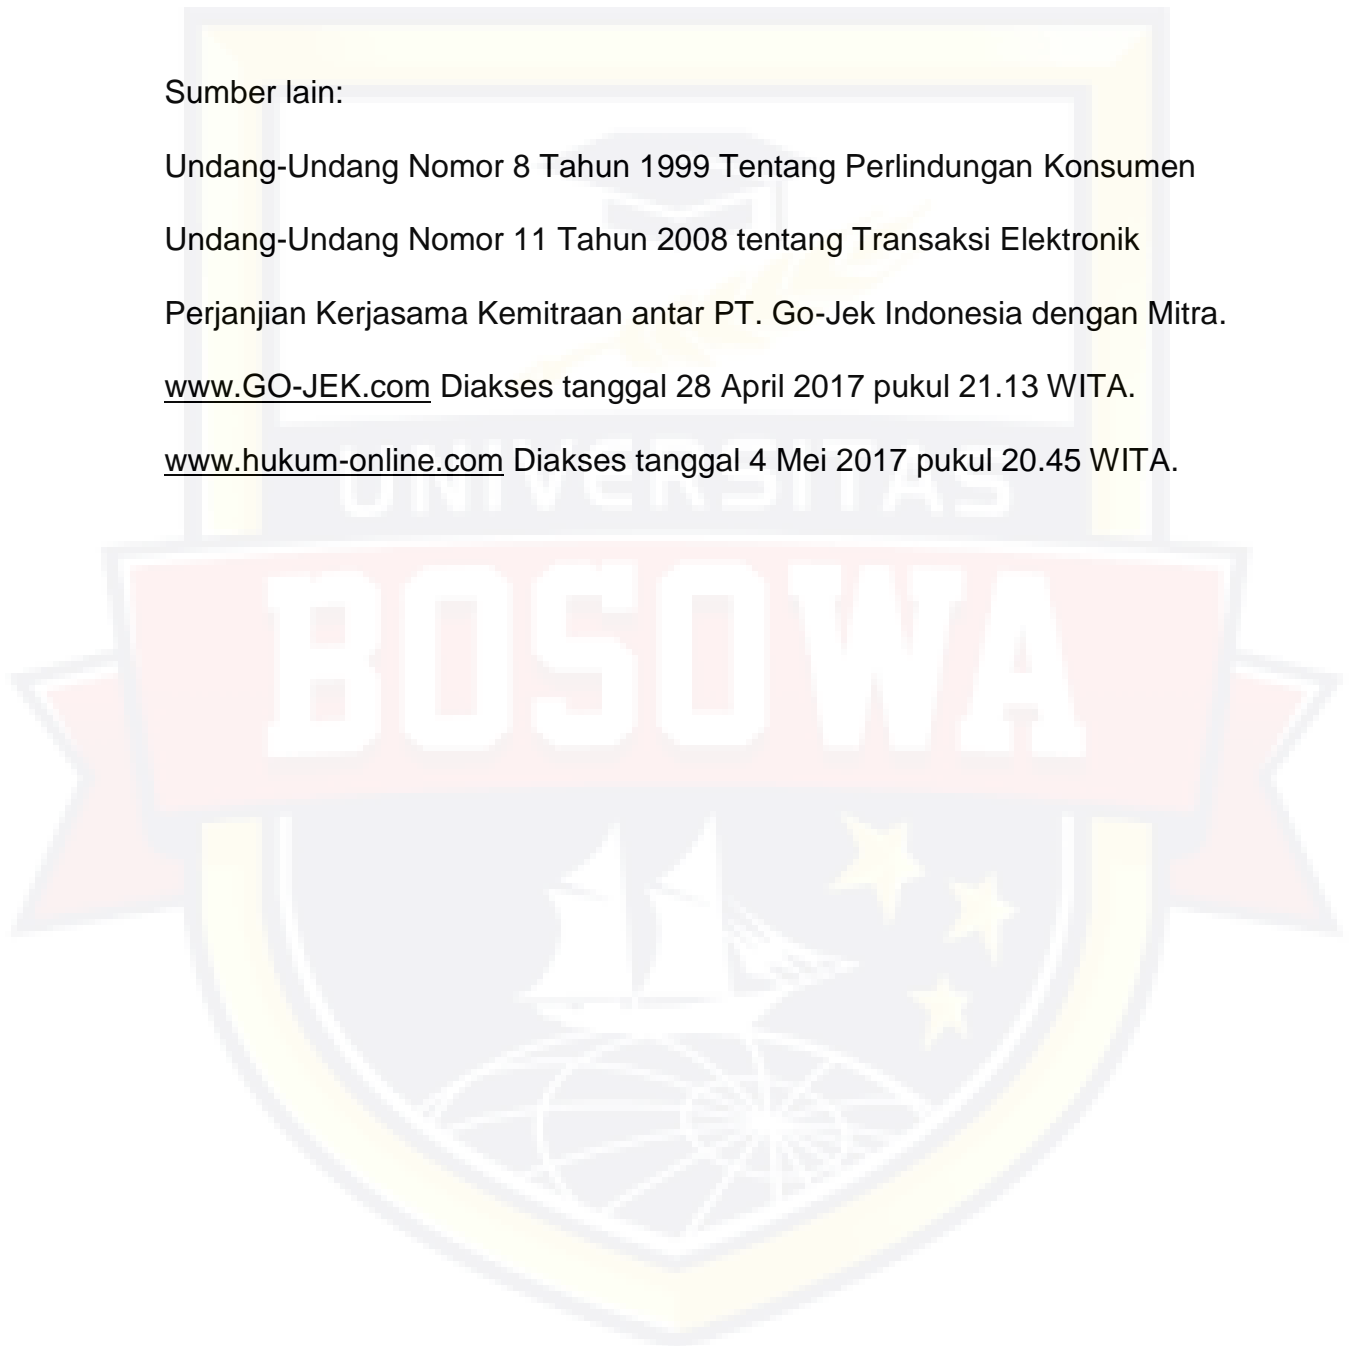 Sumber lain:
Undang-Undang Nomor 8 Tahun 1999 Tentang Perlindungan Konsumen
Undang-Undang Nomor 11 Tahun 2008 tentang Transaksi Elektronik
Perjanjian Kerjasama Kemitraan antar PT. Go-Jek Indonesia dengan Mitra.
www.GO-JEK.com Diakses tanggal 28 April 2017 pukul 21.13 WITA.
www.hukum-online.com Diakses tanggal 4 Mei 2017 pukul 20.45 WITA.
UNIVERSITAS
BOSOWA